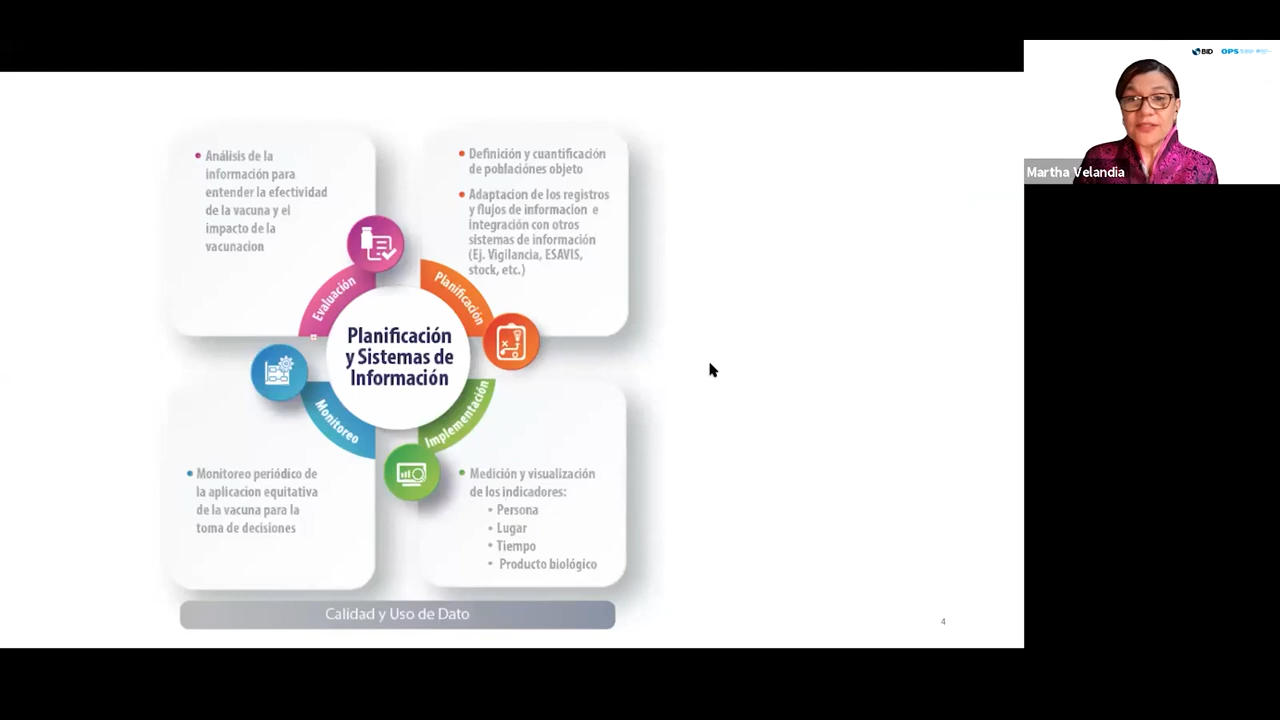 BID
OPS
Martha Velandia
Análisis de la
información para
entender la efectividad
de la vacuna y el
impacto de la
vacunacion
Definición y cuantificación
de poblaciónes objeto
Adaptacion de los registros
y flujos de informacion e
integración con otros
sistemas de información
(Ej. Vigilancia, ESAVIS,
stock, etc.)
Evaluación
Planificación
Planificación
y Sistemas de
Información
Monitoreo
Implementación
Monitoreo periódico de
la aplicacion equitativa
de la vacuna para la
toma de decisiones
Medición y visualización
de los indicadores:
• Persona
• Lugar
• Tiempo
• Producto biológico
Calidad y Uso de Dato
4